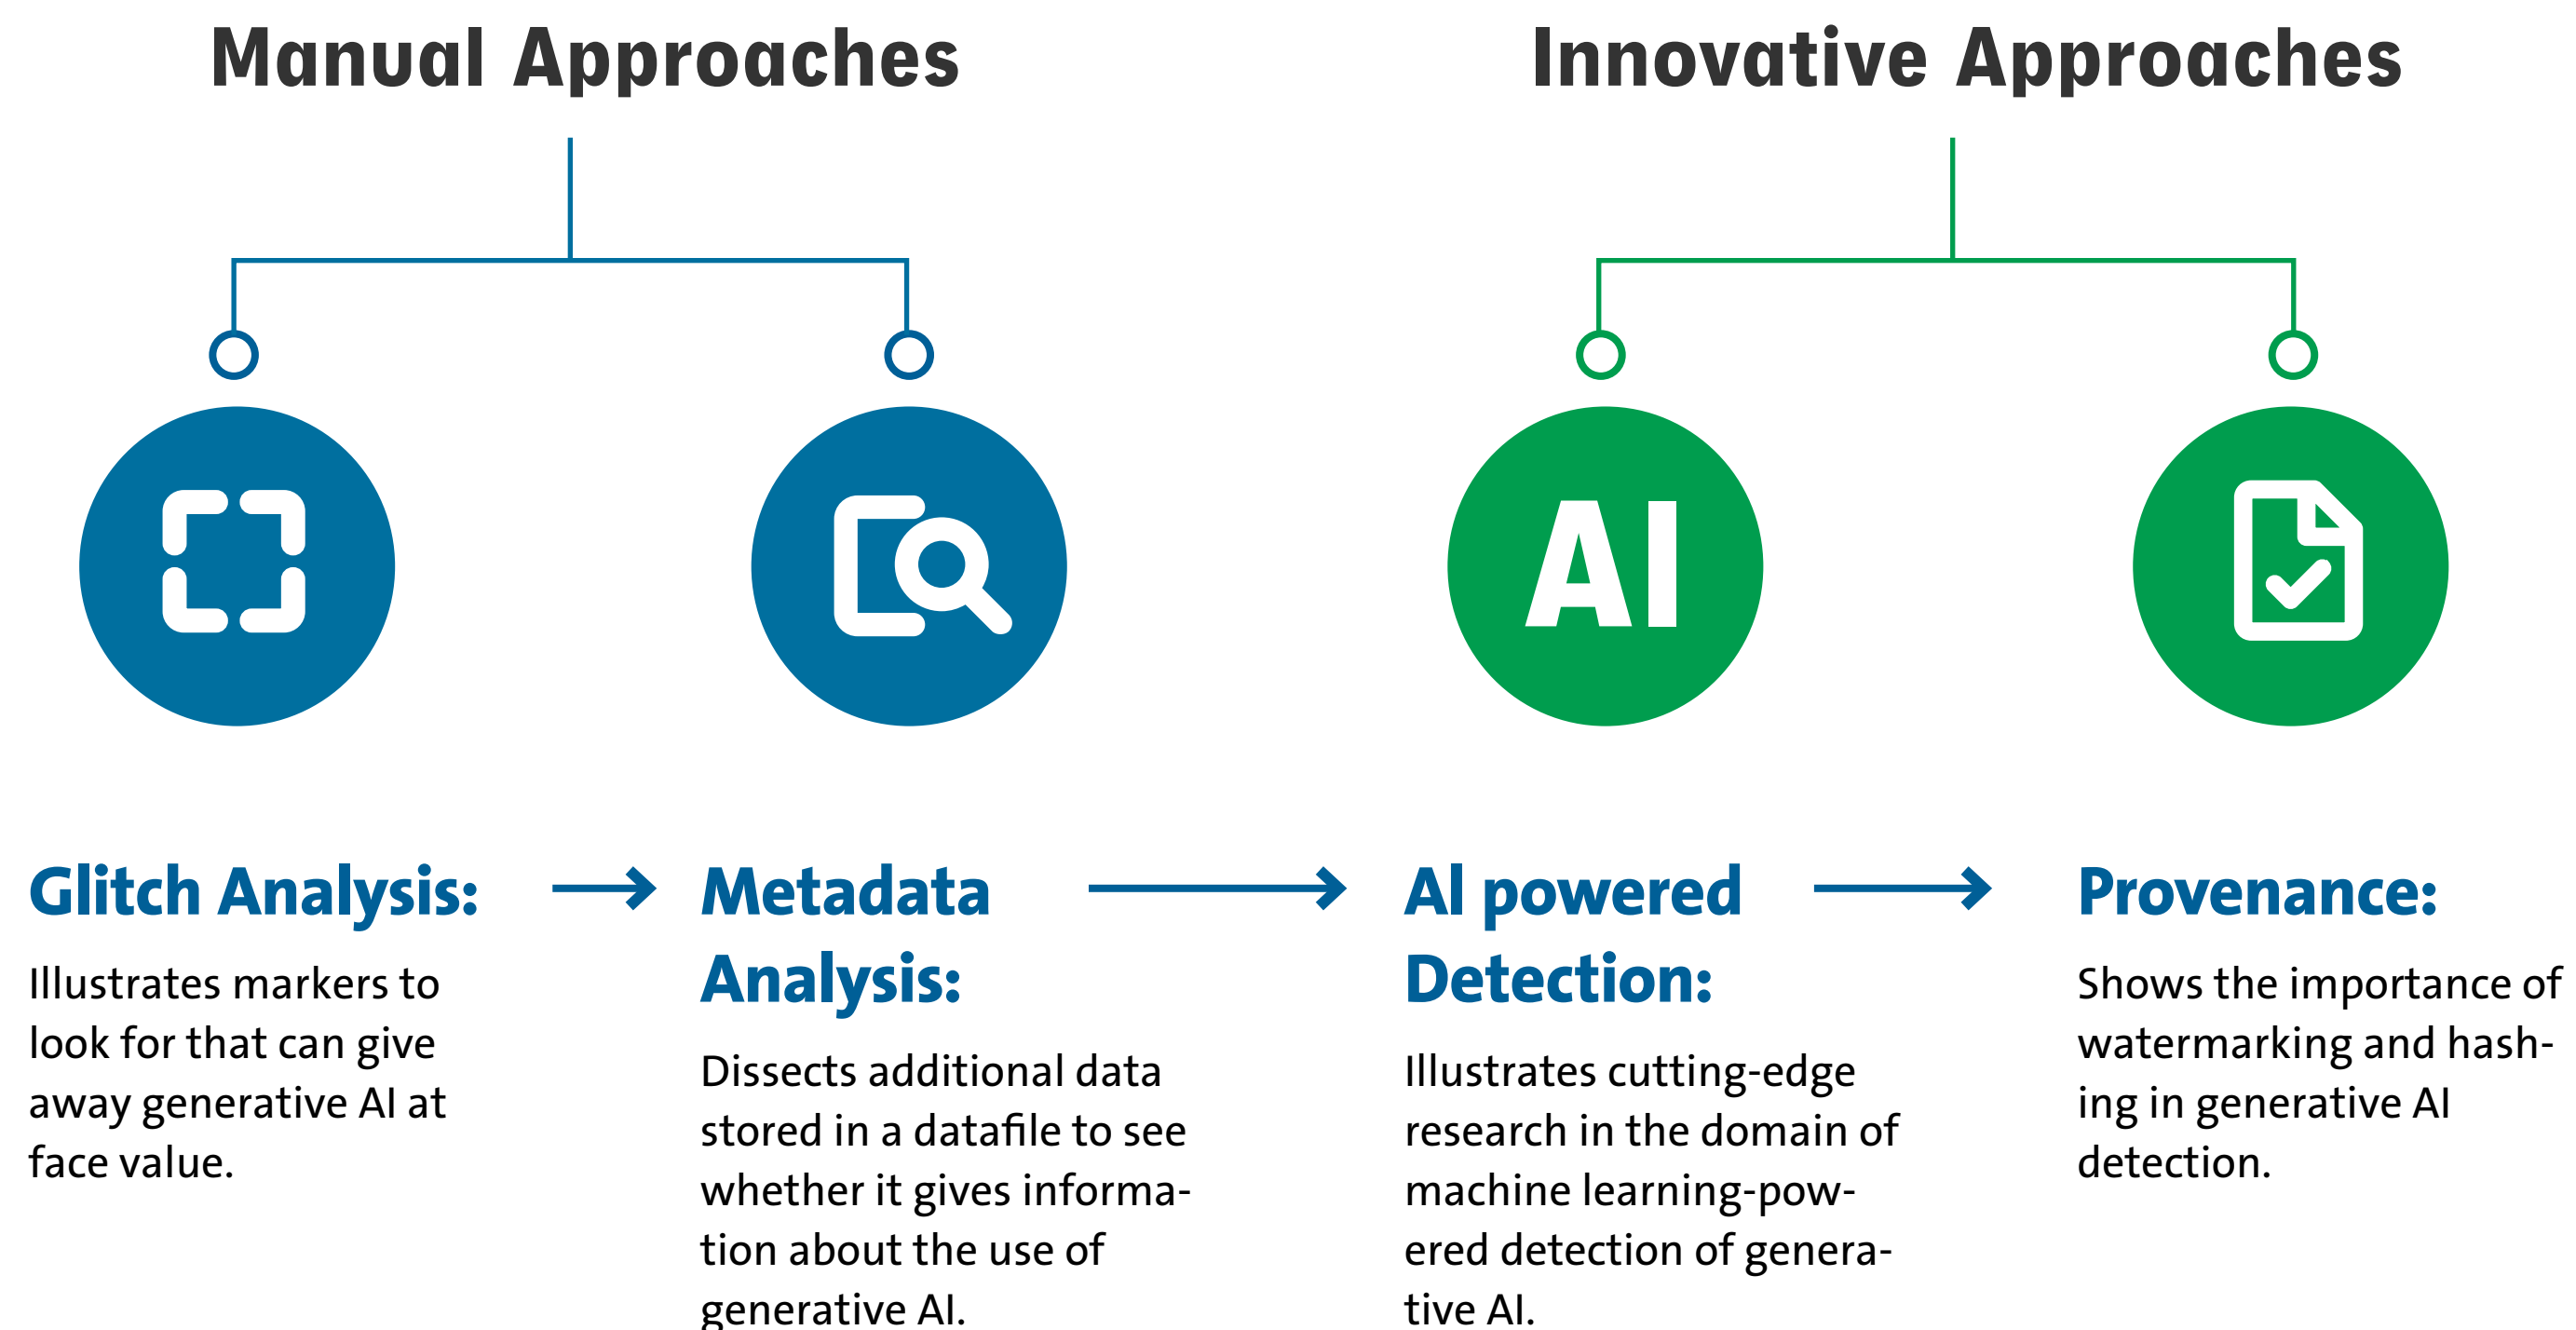 Manual Approaches
Innovative Approaches
AI
Glitch Analysis:
Illustrates markers to
look for that can give
away generative AI at
face value.
Metadata
Analysis:
Dissects additional data
stored in a datafile to see
whether it gives informa-
tion about the use of
generative AI.
AI powered
Detection:
Illustrates cutting-edge
research in the domain of
machine learning-pow-
ered detection of genera-
tive AI.
Provenance:
Shows the importance of
watermarking and hash-
ing in generative AI
detection.